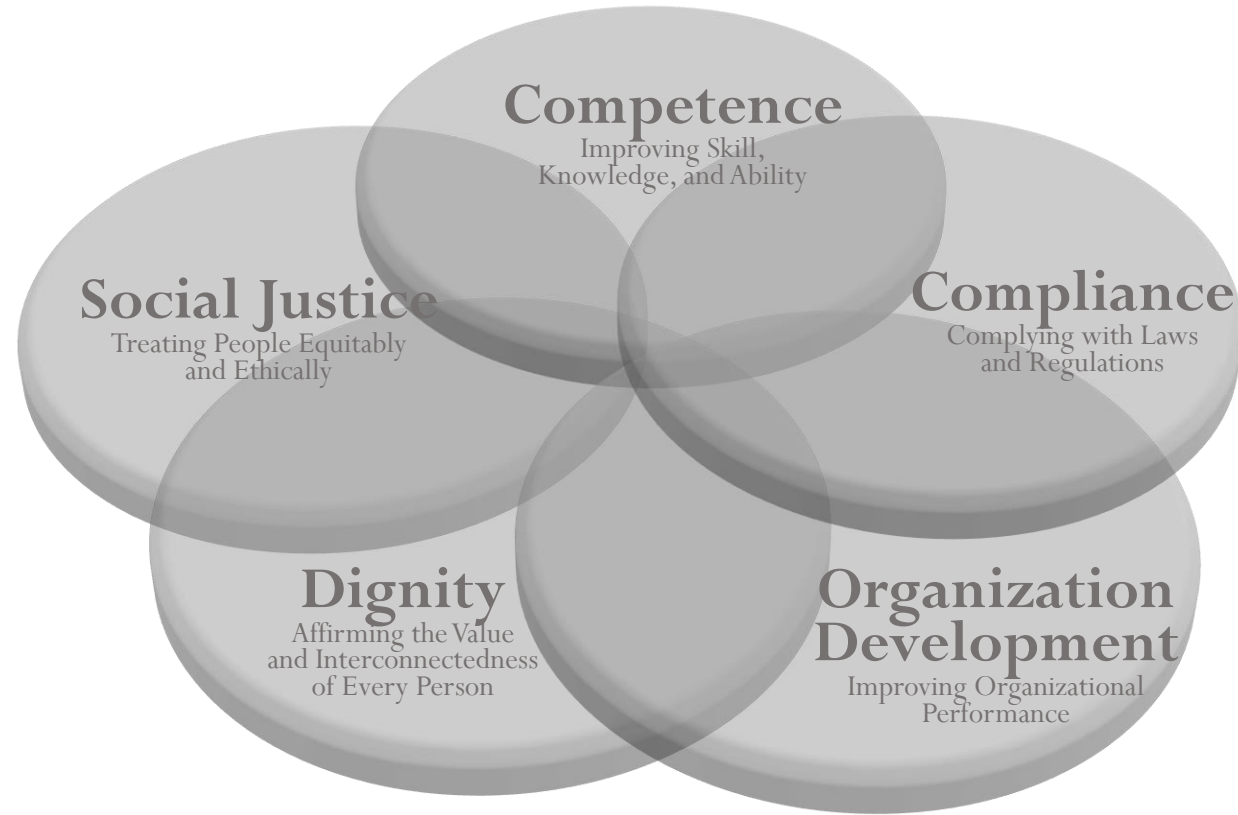 Competence
Improving Skill,
Knowledge, and Ability
Social Justice
Treating People Equitably
and Ethically
Compliance
Complying with Laws
and Regulations
Dignity
Affirming the Value
and Interconnectedness
of Every Person
Organization
Development
Improving Organizational
Performance